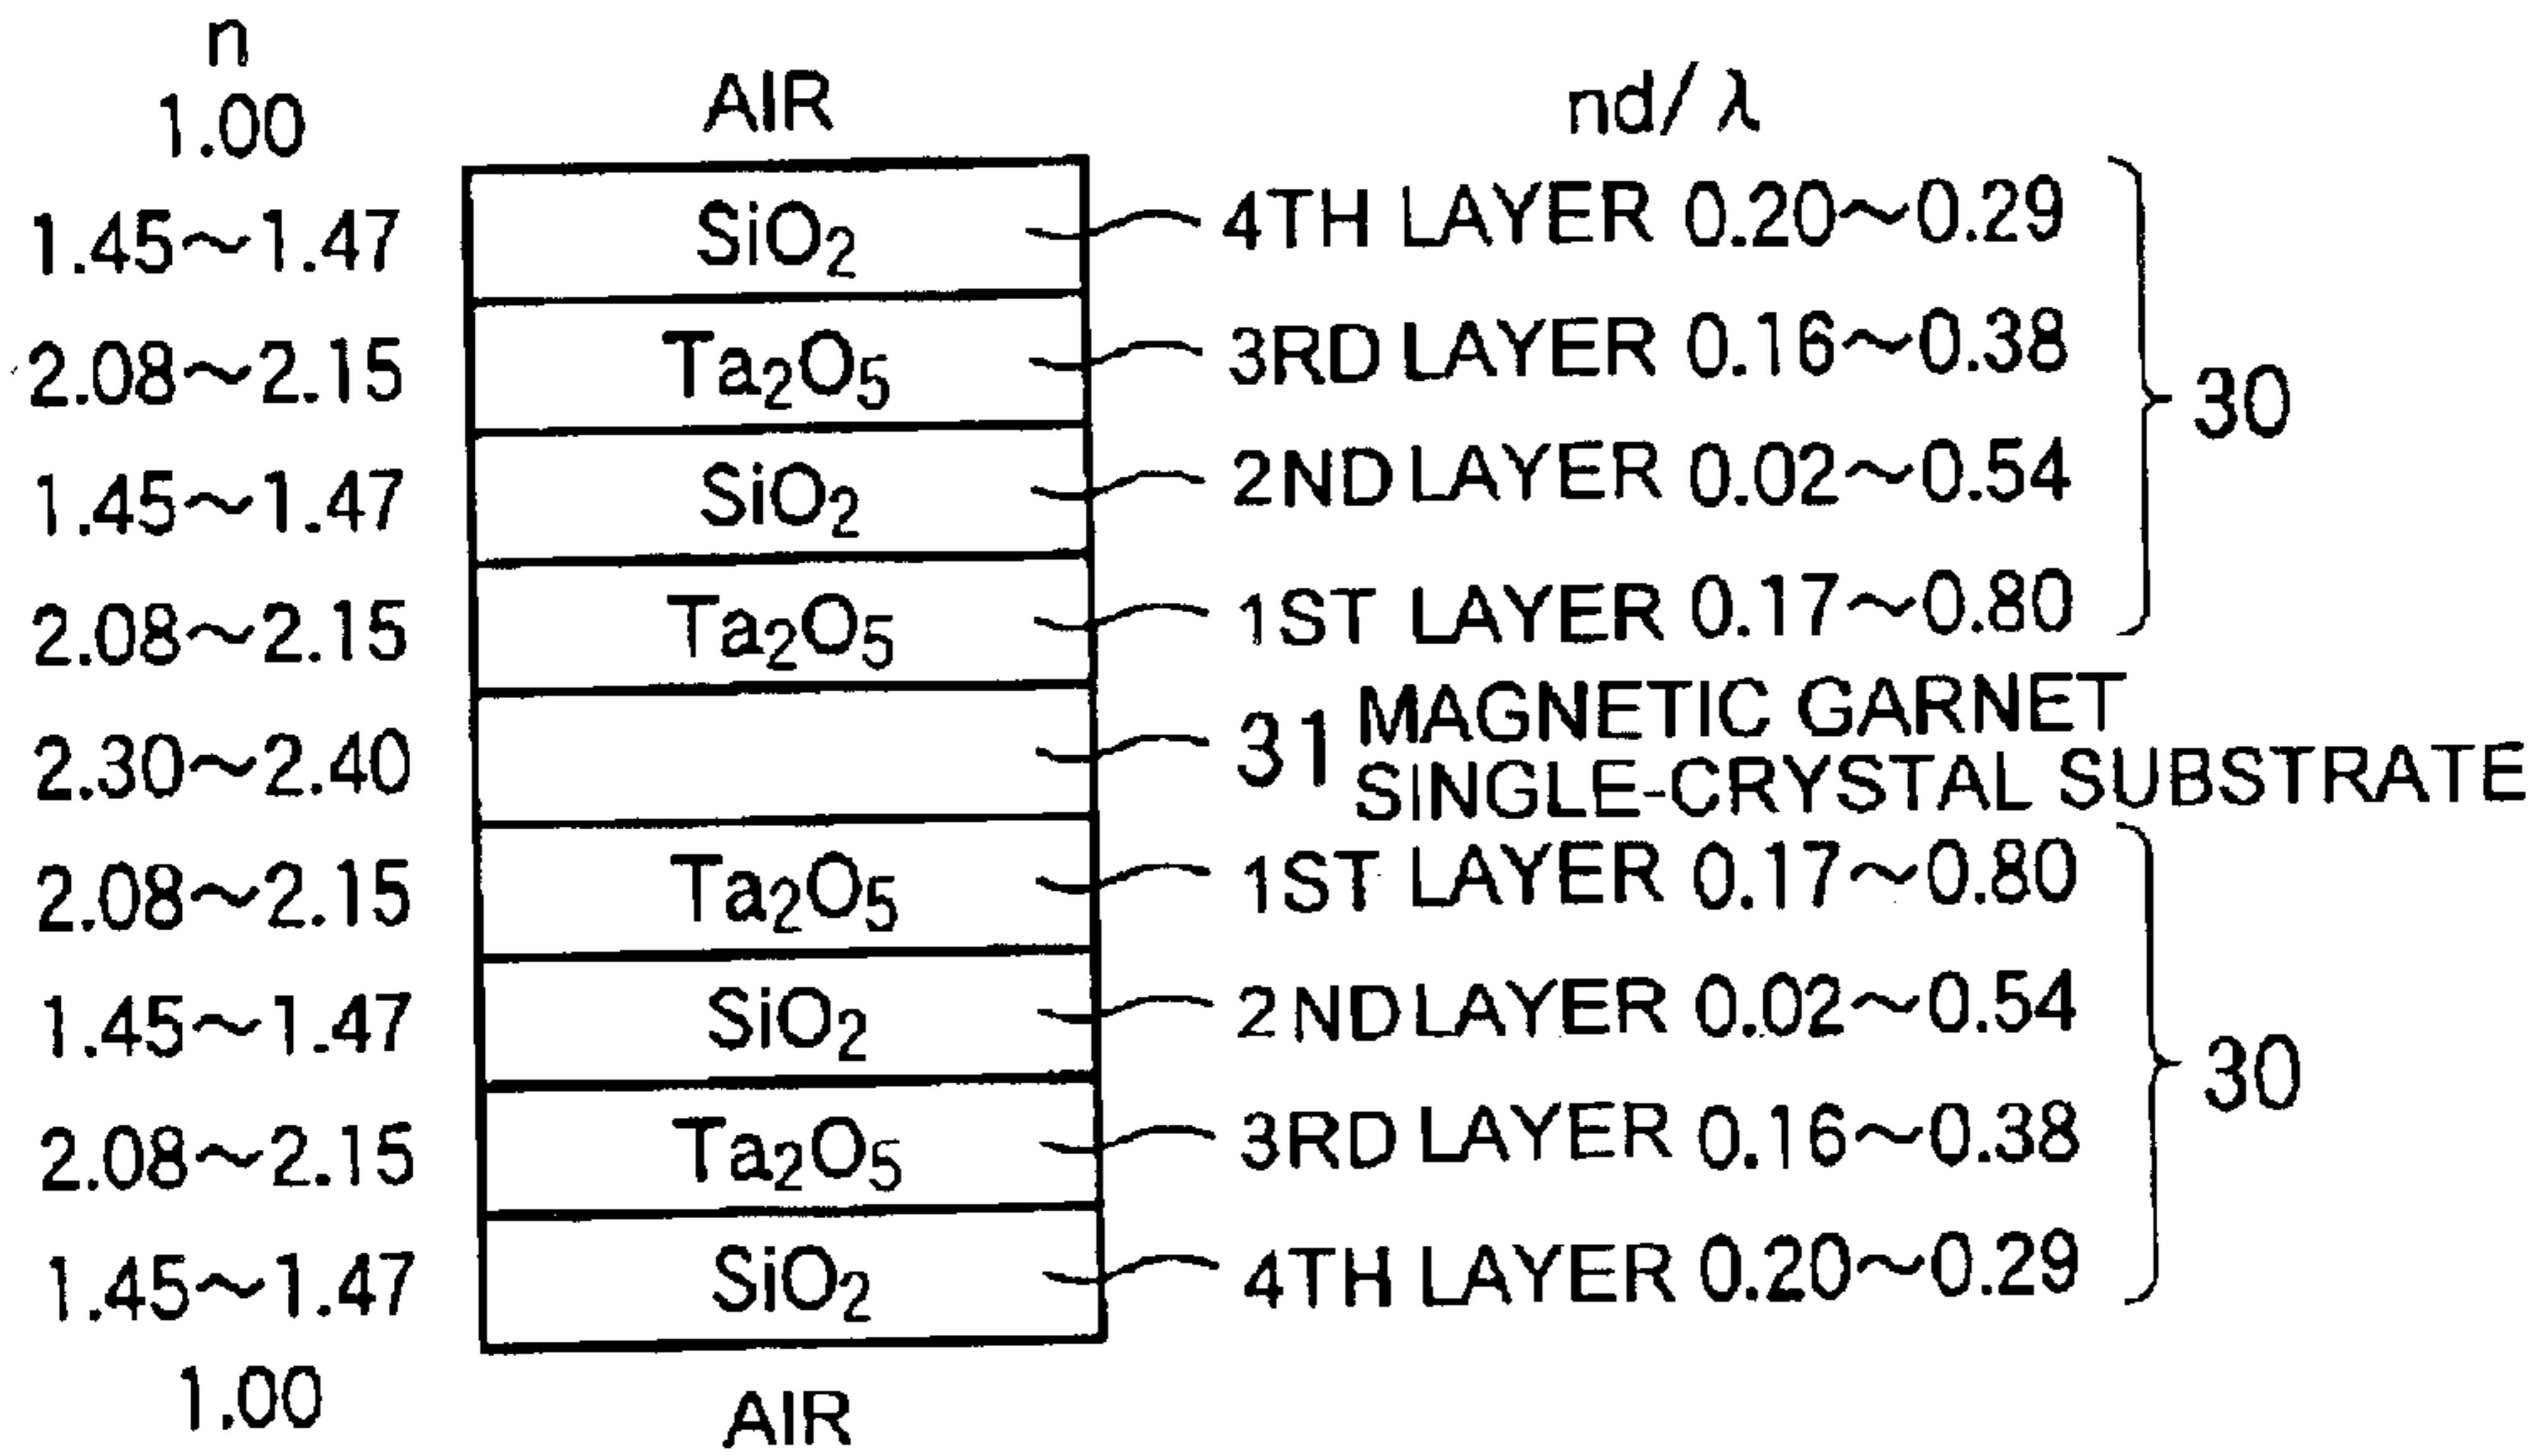 n
1.00 AIR nd/λ
1.45~1.47 SiO₂ 4TH LAYER 0.20~0.29
2.08~2.15 Ta₂O₅ 3RD LAYER 0.16~0.38
30
1.45~1.47 SiO₂ 2ND LAYER 0.02~0.54
2.08~2.15 Ta₂O₅ 1ST LAYER 0.17~0.80
2.30~2.40 31 MAGNETIC GARNET
SINGLE-CRYSTAL SUBSTRATE
2.08~2.15 Ta₂O₅ 1ST LAYER 0.17~0.80
1.45~1.47 SiO₂ 2ND LAYER 0.02~0.54
30
2.08~2.15 Ta₂O₅ 3RD LAYER 0.16~0.38
1.45~1.47 SiO₂ 4TH LAYER 0.20~0.29
1.00 AIR